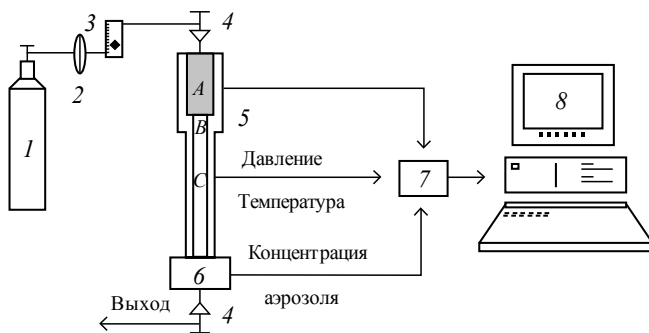 3
4
2
1
A
B
5
C
Давление
Температура
7
8
Концентрация
аэрозоля
6
4
Выход